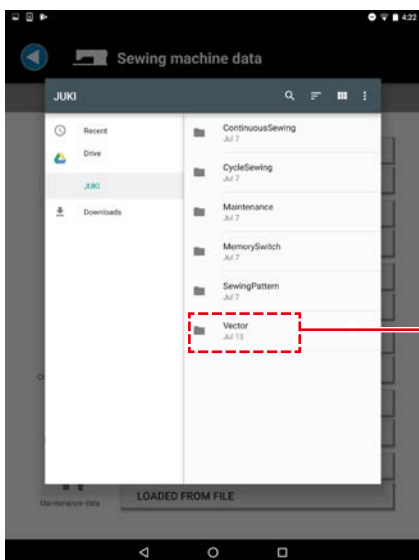 4:22
Sewing machine data
JUKI
Recent
Drive
JUKI
Downloads
ContinuousSewing
Jul 7
CycleSewing
Jul 7
Maintenance
Jul 7
MemorySwitch
Jul 7
SewingPattern
Jul 7
Vector
Jul 13
Maintenance data
LOADED FROM FILE